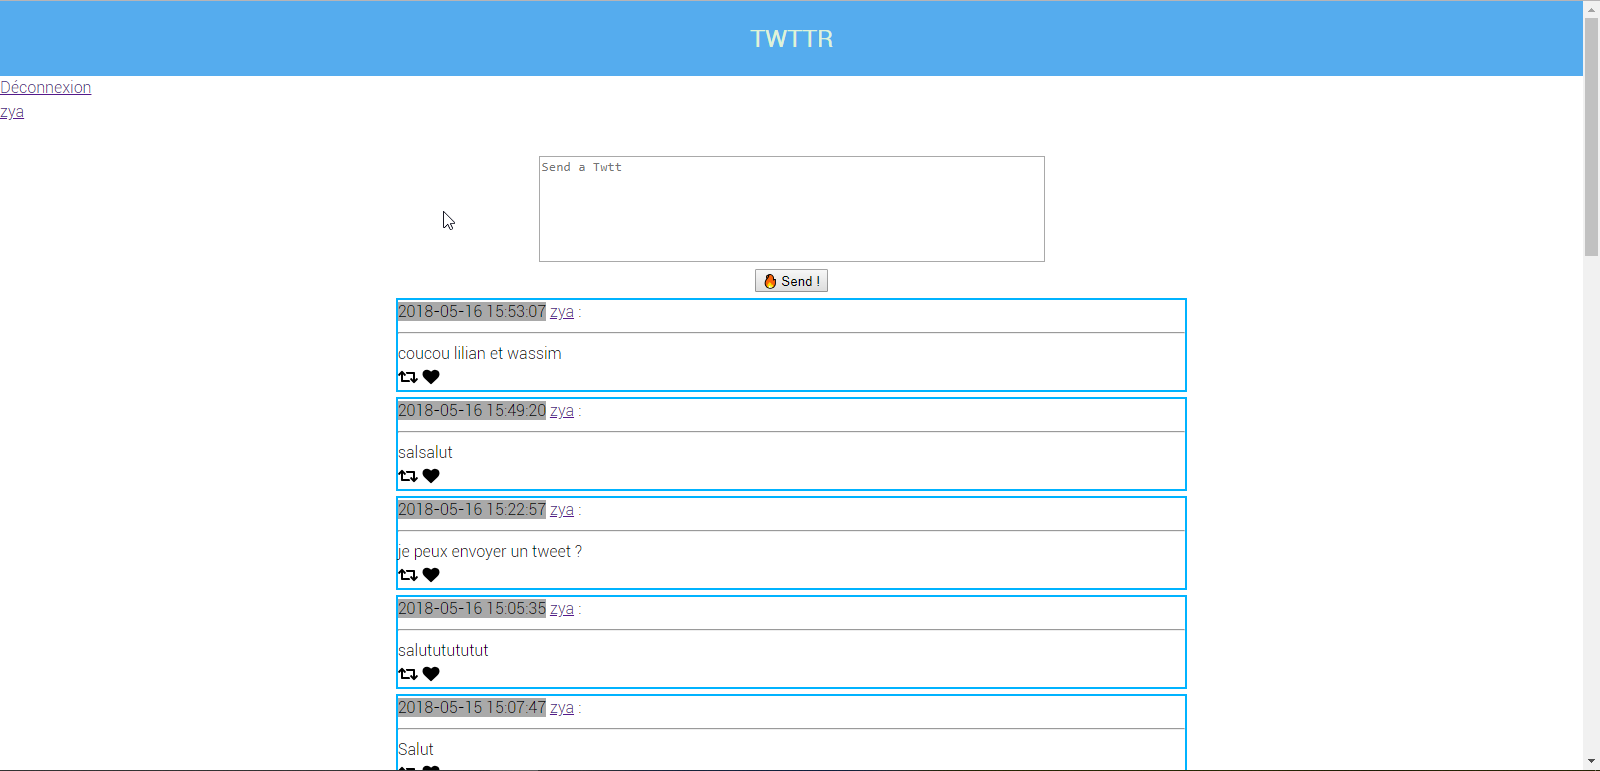 TWTTR
Déconnexion
zya
Send a Twtt
Send !
2018-05-16 15:53:07 zya :
coucou lilian et wassim
2018-05-16 15:49:20 zya :
salsalut
2018-05-16 15:22:57 zya :
je peux envoyer un tweet ?
2018-05-16 15:05:35 zya :
salutututututut
2018-05-15 15:07:47 zya :
Salut